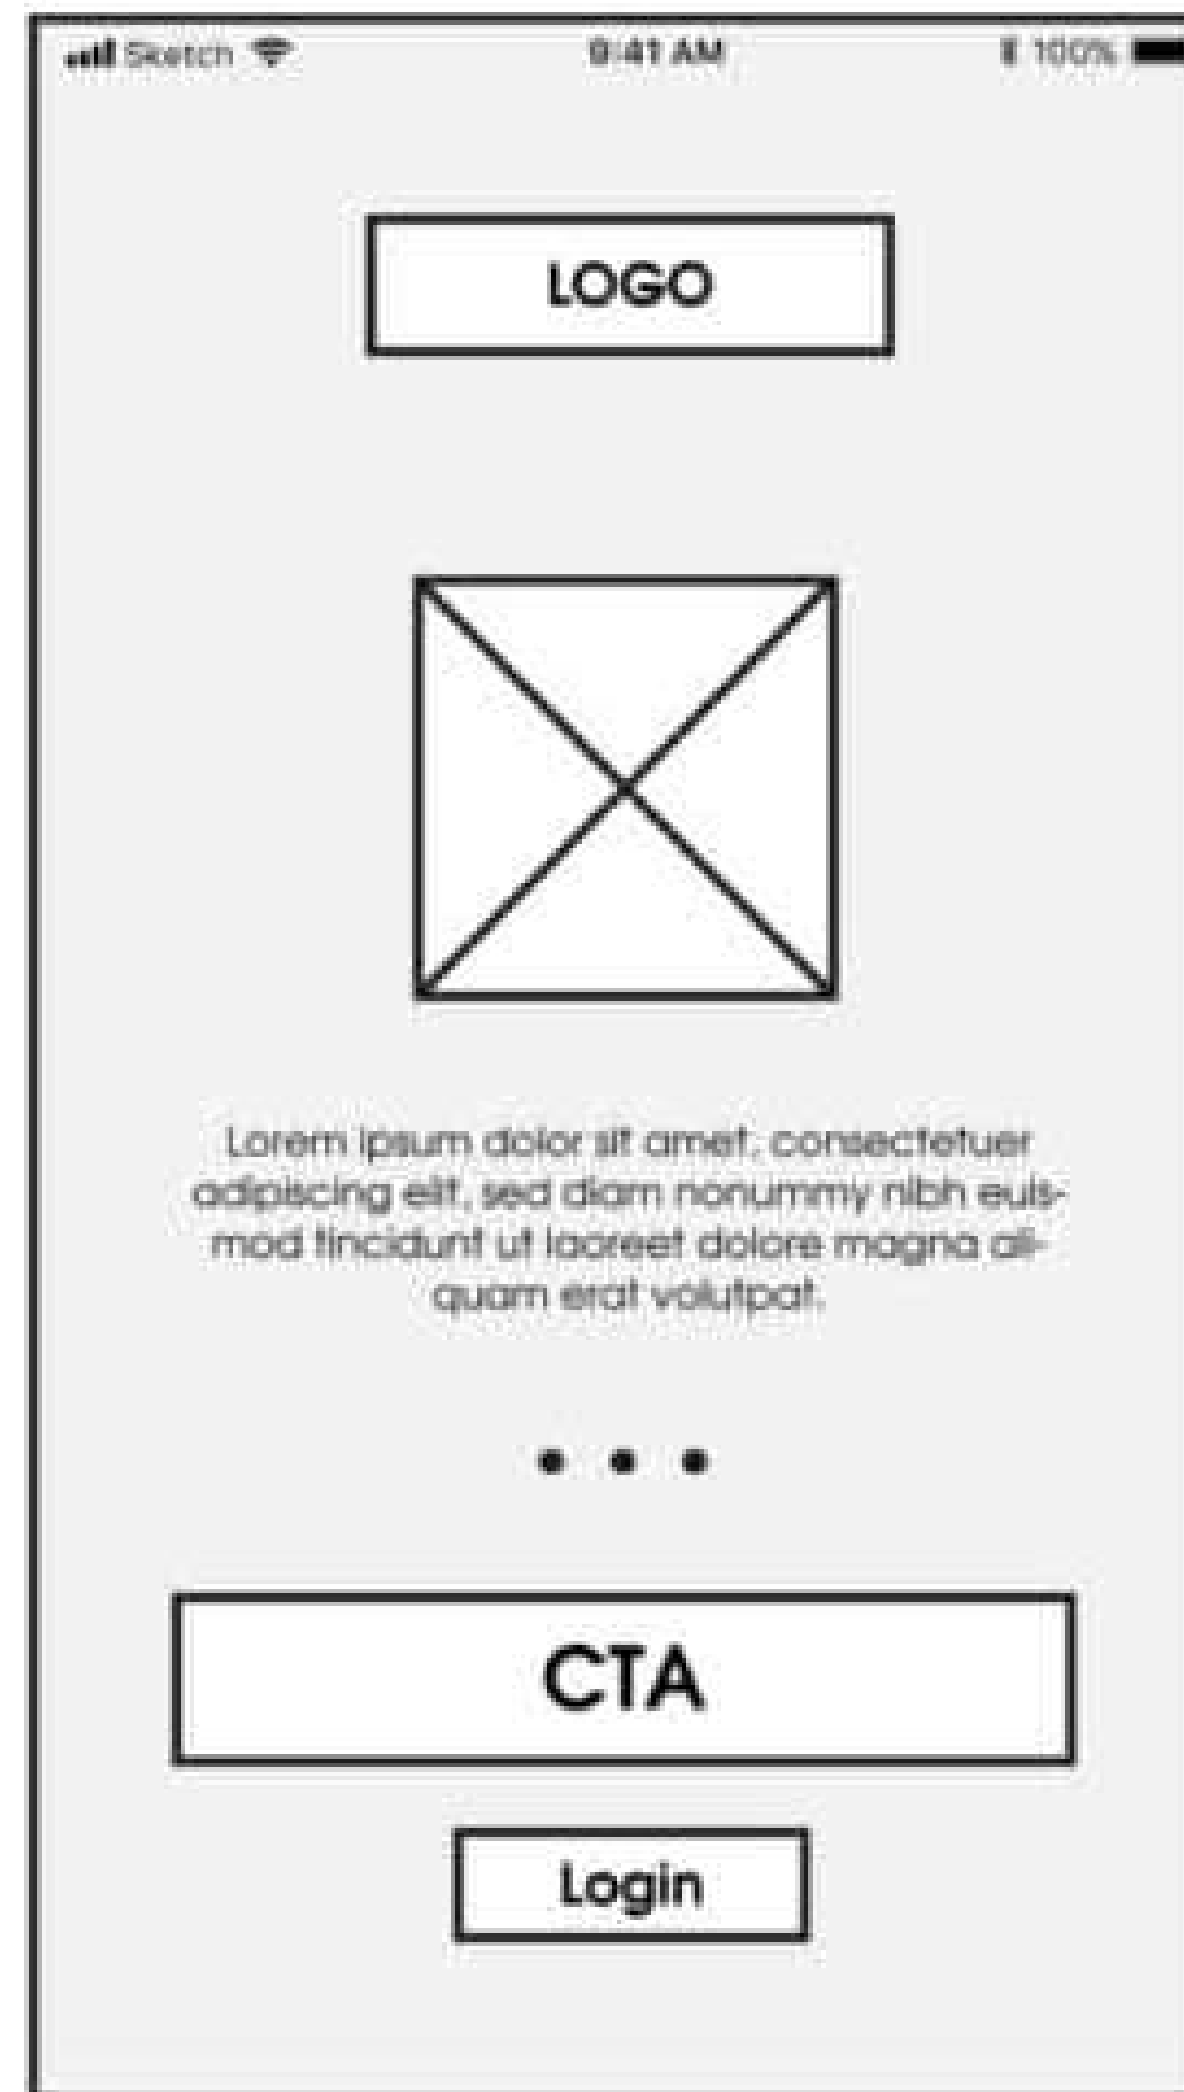 Sketch 9:41 AM 100%
LOGO
Lorem ipsum dolor sit amet, consectetuer
adipiscing elit, sed diam nonummy nibh euis-
mod tincidunt ut laoreet dolore magna ali-
quam erat volutpat.
CTA
Login